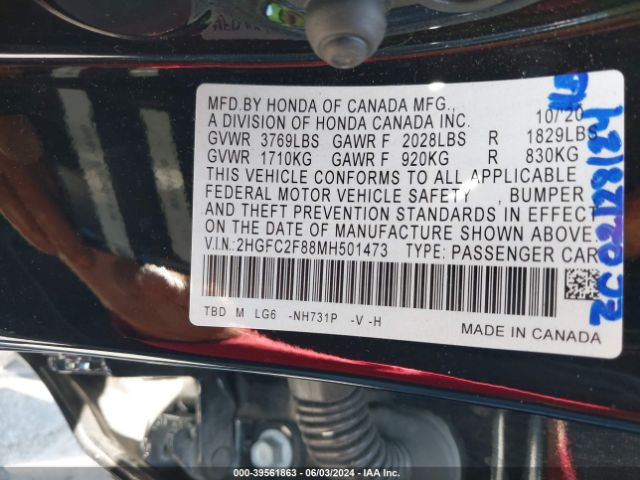 MFD.BY HONDA OF CANADA MFG.,
A DIVISION OF HONDA CANADA INC. 10/20
GVWR 3769LBS GAWR F 2028LBS R 1829LBS
GVWR 1710KG GAWR F 920KG R 830KG
THIS VEHICLE CONFORMS TO ALL APPLICABLE
FEDERAL MOTOR VEHICLE SAFETY , BUMPER ,
AND THEFT PREVENTION STANDARDS IN EFFECT
ON THE DATE OF MANUFACTURE SHOWN ABOVE.
V.I.N.:2HGFC2F88MH501473 TYPE: PASSENGER CAR
TBD M LG6 -NH731P -V -H
MADE IN CANADA
000-39561863 / 06/03/2024 / IAA Inc.